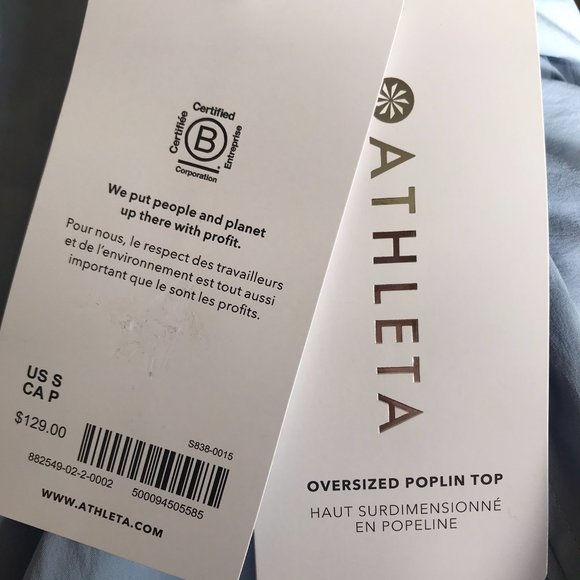 Certified
Certifiée
Entreprise
B
Corporation
We put people and planet
up there with profit.
Pour nous, le respect des travailleurs
et de l'environnement est tout aussi
important que le sont les profits.
US S
CA P
$129.00
S838-0015
882549-02-2-0002
500094505585
WWW.ATHLETA.COM
ATHLETA
OVERSIZED POPLIN TOP
HAUT SURDIMENSIONNÉ
EN POPELINE